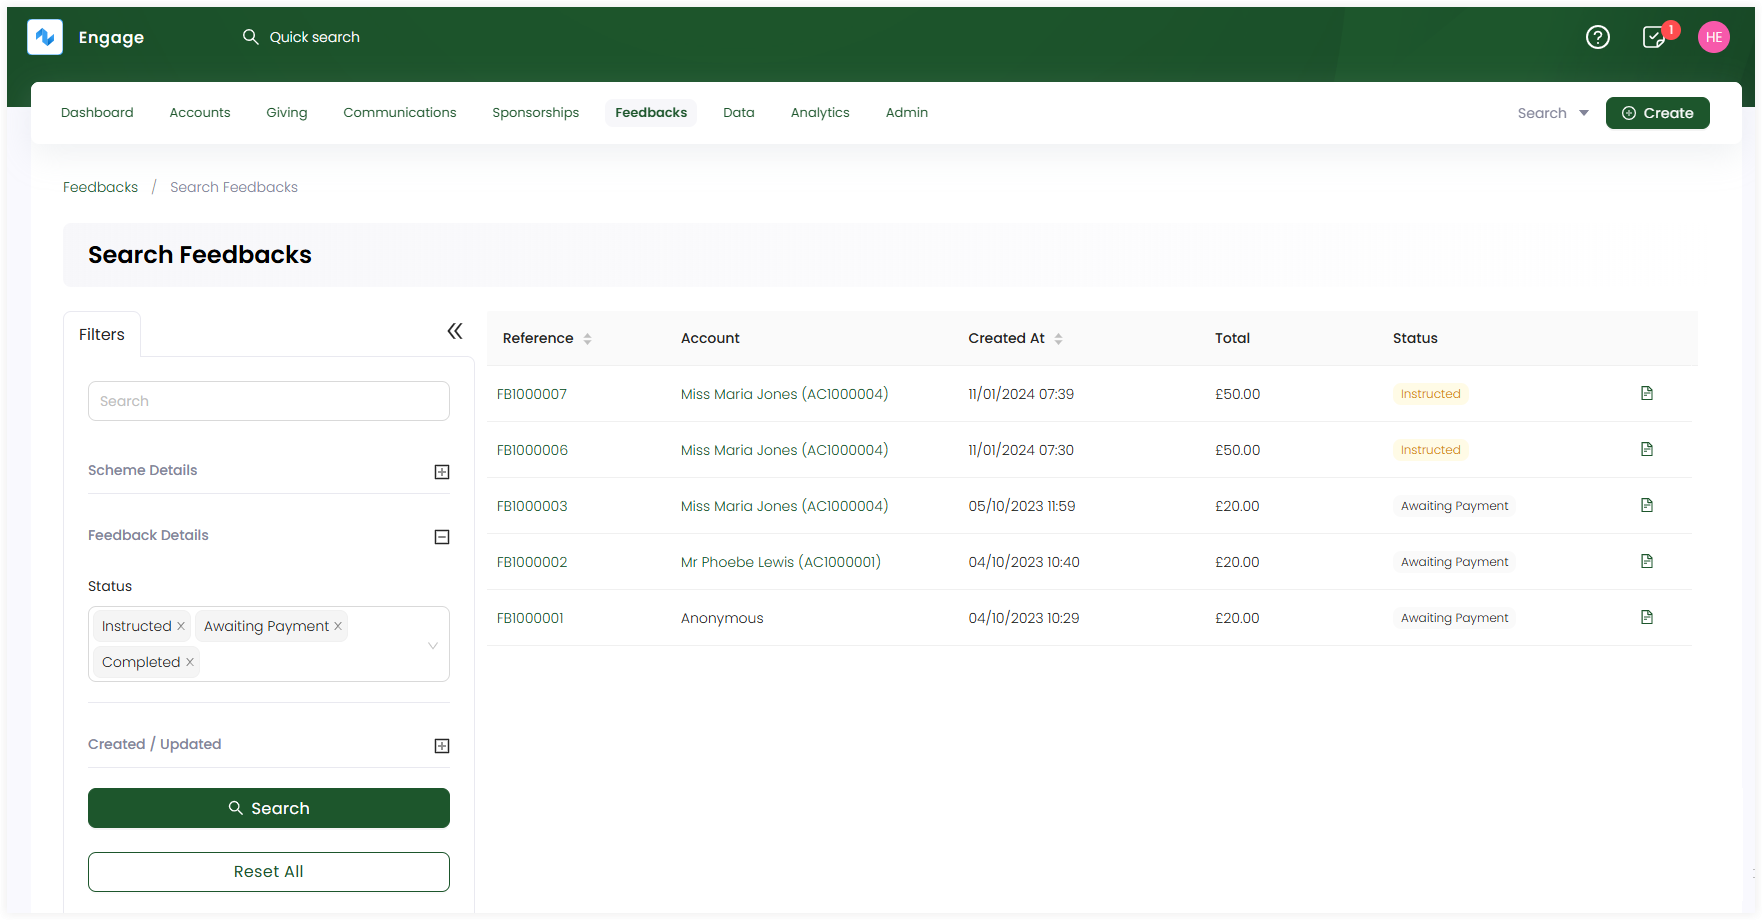 Engage
Quick search
1
HE
Dashboard Accounts Giving Communications Sponsorships Feedbacks Data Analytics Admin Search Create
Feedbacks / Search Feedbacks
Search Feedbacks
Filters
Search
Scheme Details
Feedback Details
Status
Instructed × Awaiting Payment ×
Completed ×
Created / Updated
Search
Reset All
Reference Account Created At Total Status
FB1000007 Miss Maria Jones (AC1000004) 11/01/2024 07:39 £50.00 Instructed
FB1000006 Miss Maria Jones (AC1000004) 11/01/2024 07:30 £50.00 Instructed
FB1000003 Miss Maria Jones (AC1000004) 05/10/2023 11:59 £20.00 Awaiting Payment
FB1000002 Mr Phoebe Lewis (AC1000001) 04/10/2023 10:40 £20.00 Awaiting Payment
FB1000001 Anonymous 04/10/2023 10:29 £20.00 Awaiting Payment